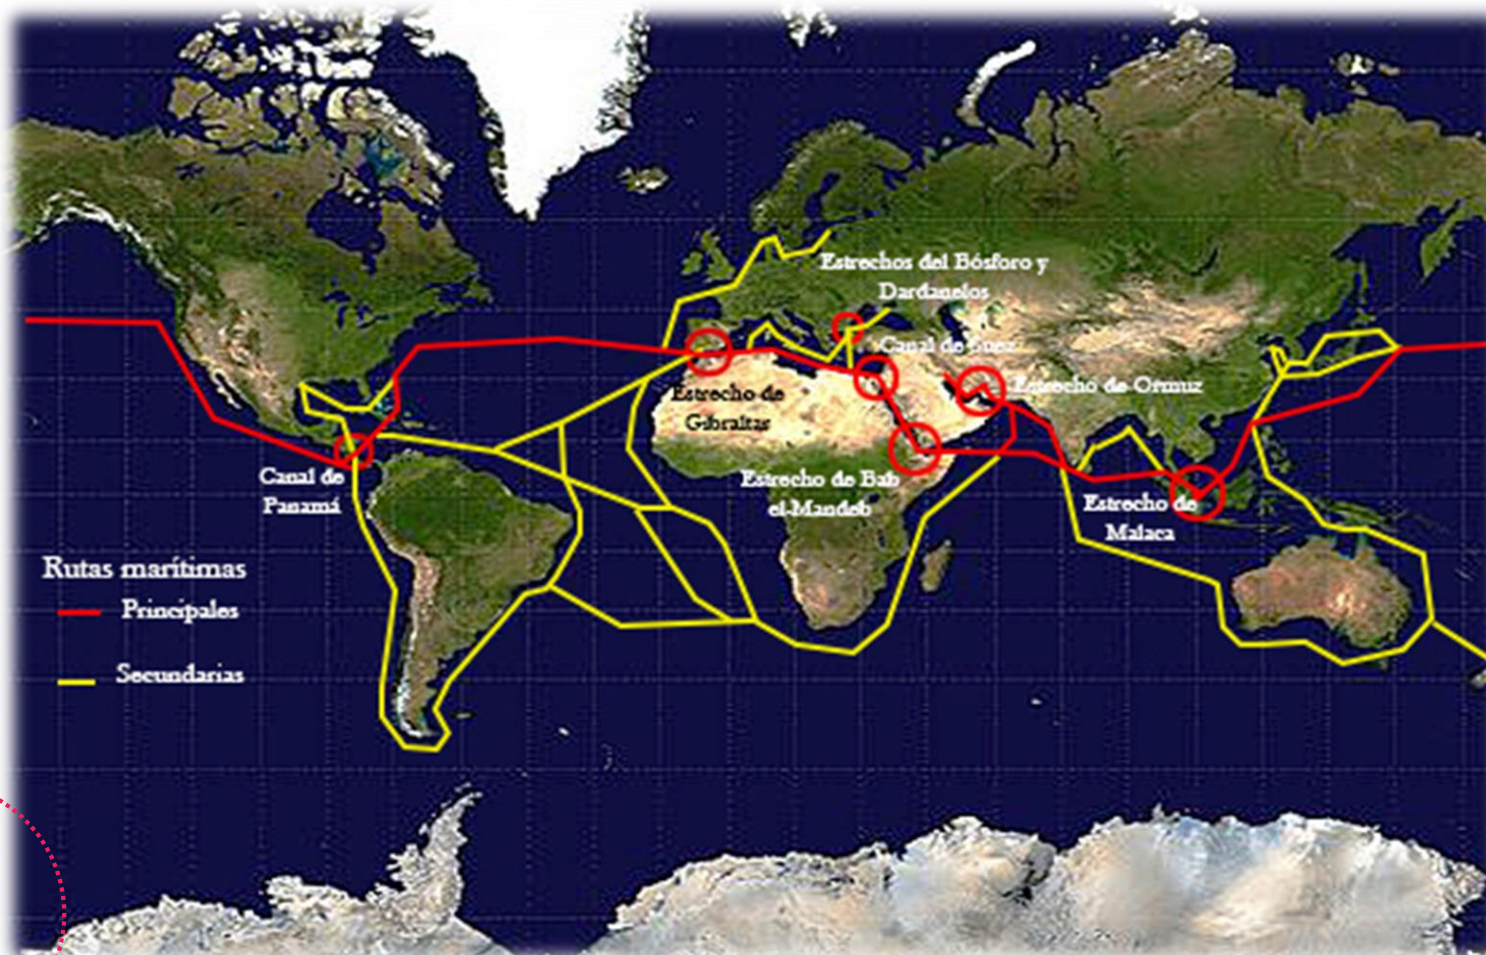 Estrechos del Bósforo y
Dardanelos
Canal de Suez
Estrecho de Ormuz
Estrecho de
Gibraltar
Canal de
Panamá
Estrecho de Bab
el-Mandeb
Estrecho de
Malaca
Rutas marítimas
Principales
Secundarias